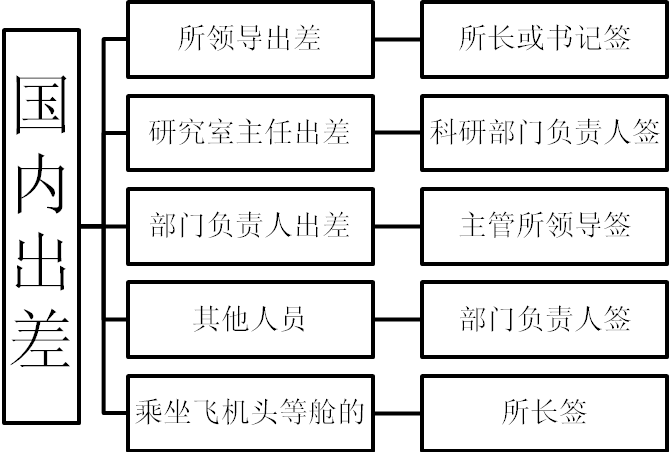 国内出差
所领导出差
所长或书记签
研究室主任出差
科研部门负责人签
部门负责人出差
主管所领导签
其他人员
部门负责人签
乘坐飞机头等舱的
所长签